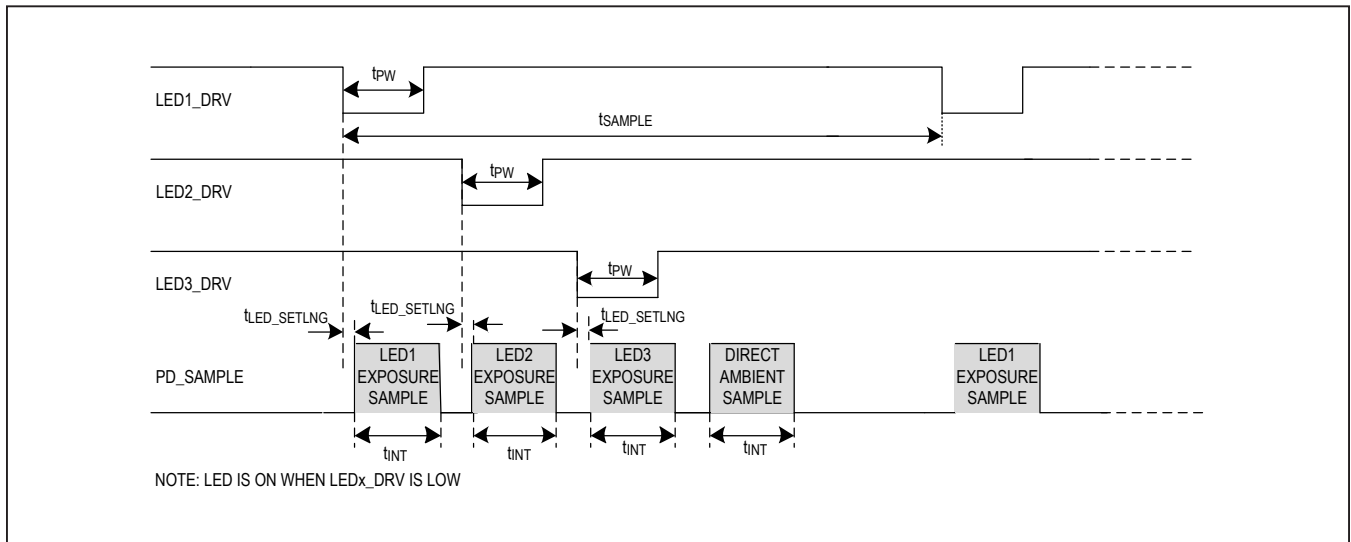 tPW
LED1_DRV
tSAMPLE
tPW
LED2_DRV
tPW
LED3_DRV
tLED_SETLNG
tLED_SETLNG
tLED_SETLNG
PD_SAMPLE
LED1
EXPOSURE
SAMPLE
LED2
EXPOSURE
SAMPLE
LED3
EXPOSURE
SAMPLE
DIRECT
AMBIENT
SAMPLE
LED1
EXPOSURE
SAMPLE
tINT
tINT
tINT
tINT
NOTE: LED IS ON WHEN LEDx_DRV IS LOW